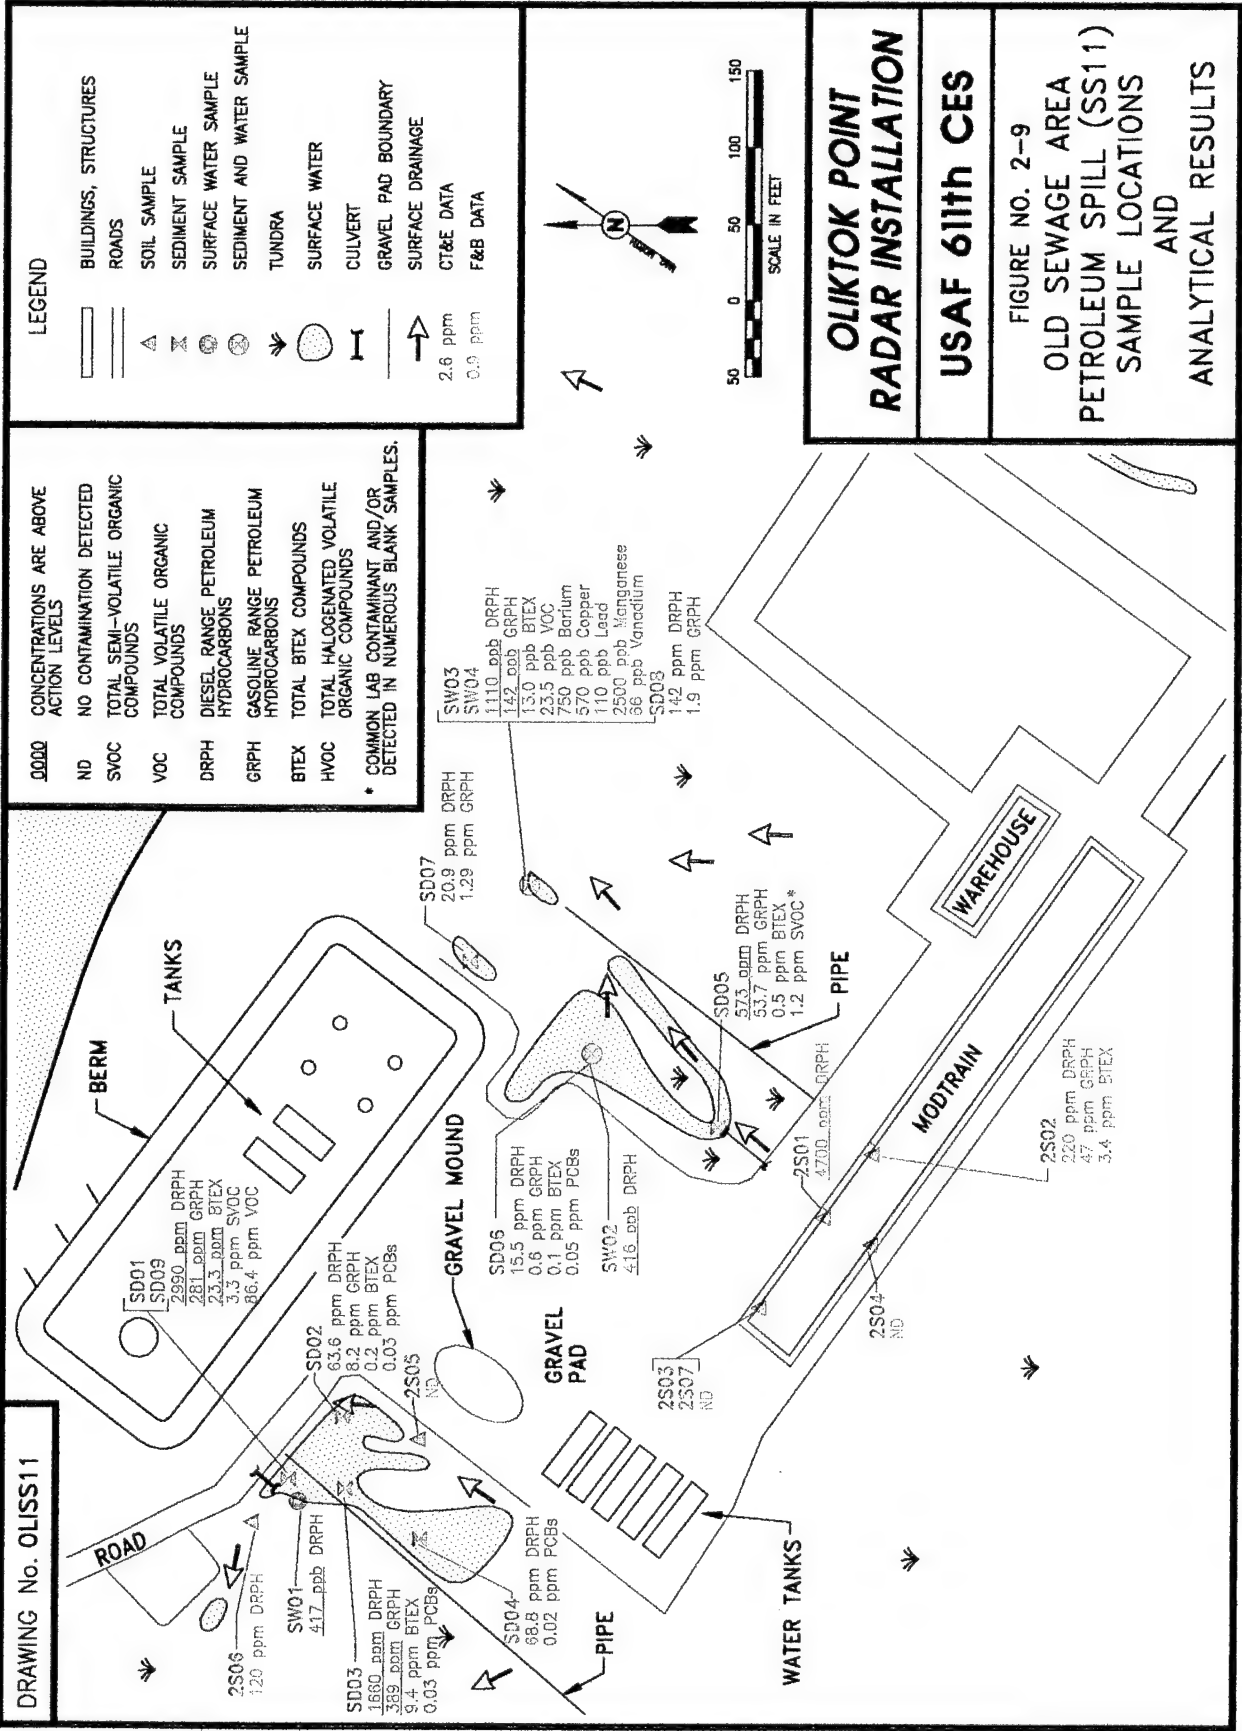 DRAWING No. OLISS11
0000 CONCENTRATIONS ARE ABOVE
ACTION LEVELS
ND NO CONTAMINATION DETECTED
SVOC TOTAL SEMI-VOLATILE ORGANIC
COMPOUNDS
VOC TOTAL VOLATILE ORGANIC
COMPOUNDS
DRPH DIESEL RANGE PETROLEUM
HYDROCARBONS
GRPH GASOLINE RANGE PETROLEUM
HYDROCARBONS
BTEX TOTAL BTEX COMPOUNDS
HVOC TOTAL HALOGENATED VOLATILE
ORGANIC COMPOUNDS
* COMMON LAB CONTAMINANT AND/OR
DETECTED IN NUMEROUS BLANK SAMPLES.
LEGEND
BUILDINGS, STRUCTURES
ROADS
SOIL SAMPLE
SEDIMENT SAMPLE
SURFACE WATER SAMPLE
SEDIMENT AND WATER SAMPLE
TUNDRA
SURFACE WATER
CULVERT
GRAVEL PAD BOUNDARY
SURFACE DRAINAGE
2.6 ppm CT&E DATA
0.9 ppm F&B DATA
N
50 0 50 100 150
SCALE IN FEET
OLIKTOK POINT
RADAR INSTALLATION
USAF 611th CES
FIGURE NO. 2-9
OLD SEWAGE AREA
PETROLEUM SPILL (SS11)
SAMPLE LOCATIONS
AND
ANALYTICAL RESULTS
ROAD
BERM
TANKS
SD01
SD09
2990 ppm DRPH
281 ppm GRPH
23.3 ppm BTEX
3.3 ppm SVOC
86.4 ppm VOC
2S06
120 ppm DRPH
SW01
417 ppb DRPH
SD03
1660 ppm DRPH
389 ppm GRPH
9.4 ppm BTEX
0.03 ppm PCBs
SD04
68.8 ppm DRPH
0.02 ppm PCBs
PIPE
SD02
63.6 ppm DRPH
8.2 ppm GRPH
0.2 ppm BTEX
0.03 ppm PCBs
2S05
ND
GRAVEL MOUND
SD06
15.5 ppm DRPH
0.6 ppm GRPH
0.1 ppm BTEX
0.05 ppm PCBs
SW02
416 ppb DRPH
GRAVEL
PAD
SD07
20.9 ppm DRPH
1.29 ppm GRPH
SW03
SW04
1110 ppb DRPH
142 ppb GRPH
13.0 ppb BTEX
23.5 ppb VOC
750 ppb Barium
570 ppb Copper
110 ppb Lead
2500 ppb Manganese
66 ppb Vanadium
SD08
142 ppm DRPH
1.9 ppm GRPH
SD05
573 ppm DRPH
53.7 ppm GRPH
0.5 ppm BTEX
1.2 ppm SVOC*
PIPE
2S01
4700 ppm DRPH
2S03
2S07
ND
2S04
ND
2S02
220 ppm DRPH
47 ppm GRPH
3.4 ppm BTEX
MODTRAIN
WAREHOUSE
WATER TANKS